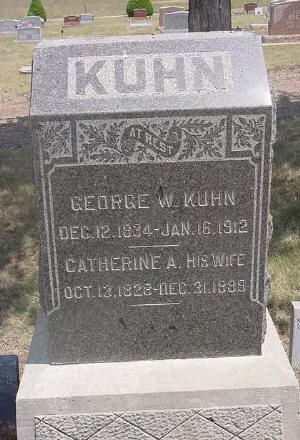 KUHN
AT REST
GEORGE W. KUHN
DEC. 12, 1834-JAN. 16, 1912
CATHERINE A. HIS WIFE
OCT. 13, 1828-DEC. 31, 1889